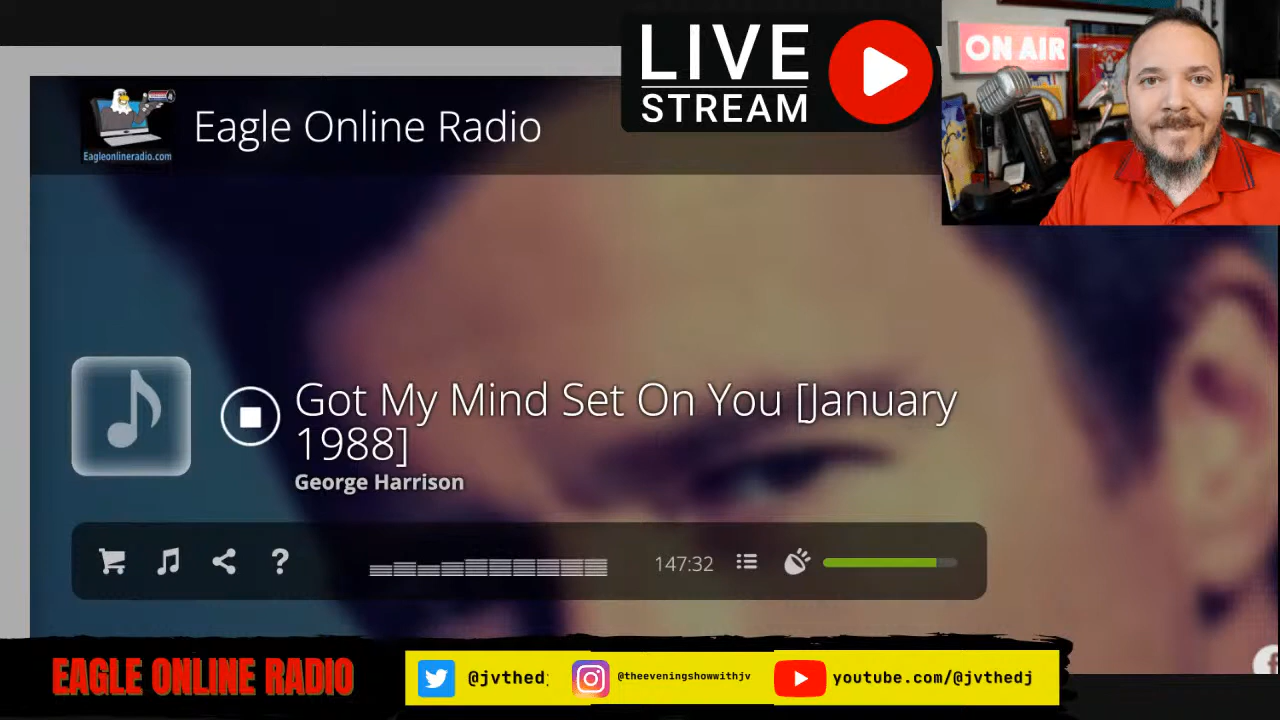 LIVE
STREAM
ON AIR
Eagleonlineradio.com
Eagle Online Radio
Got My Mind Set On You [January
1988]
George Harrison
?
147:32
EAGLE ONLINE RADIO
@jvthed
@theeveningshowwithjv
youtube.com/@jvthedj